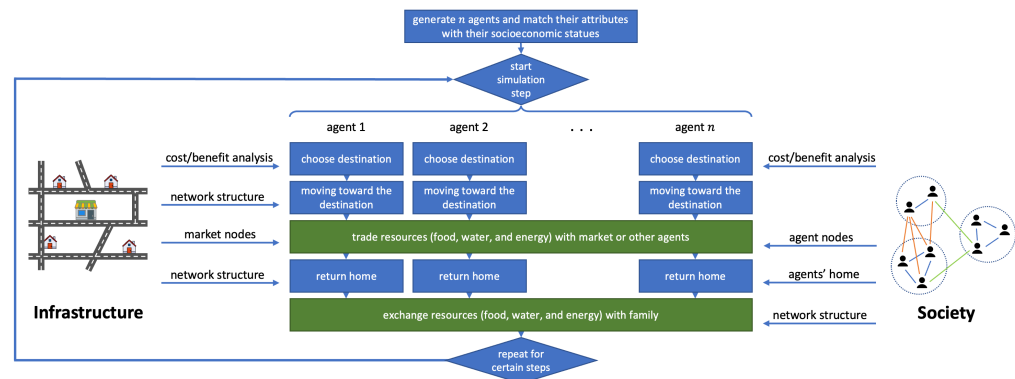 generate n agents and match their attributes
with their socioeconomic statues
start
simulation
step
agent 1
agent 2
. . .
agent n
cost/benefit analysis
choose destination
choose destination
choose destination
cost/benefit analysis
network structure
moving toward the
destination
moving toward the
destination
moving toward the
destination
market nodes
trade resources (food, water, and energy) with market or other agents
agent nodes
network structure
return home
return home
return home
agents’ home
Infrastructure
exchange resources (food, water, and energy) with family
network structure
Society
repeat for
certain steps